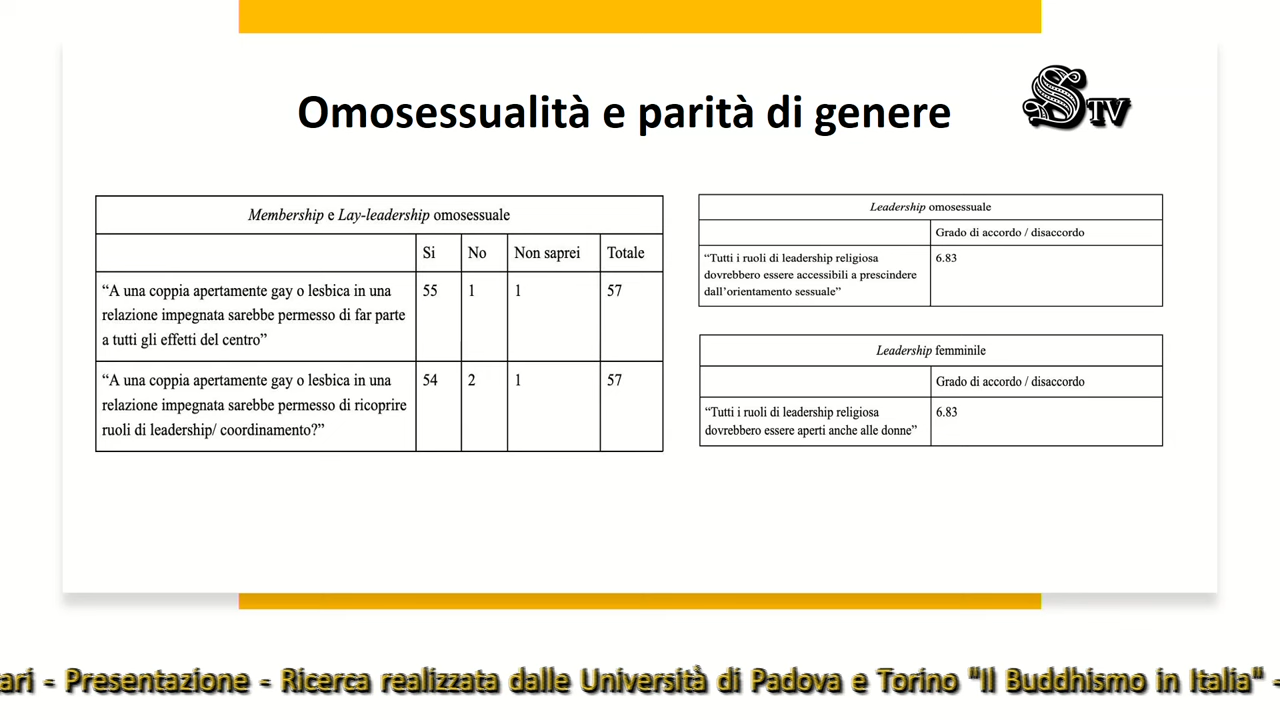 Omosessualità e parità di genere
STV
Membership e Lay-leadership omosessuale
Si No Non saprei Totale
“A una coppia apertamente gay o lesbica in una
relazione impegnata sarebbe permesso di far parte
a tutti gli effetti del centro”
55 1 1 57
“A una coppia apertamente gay o lesbica in una
relazione impegnata sarebbe permesso di ricoprire
ruoli di leadership/ coordinamento?”
54 2 1 57
Leadership omosessuale
Grado di accordo / disaccordo
“Tutti i ruoli di leadership religiosa
dovrebbero essere accessibili a prescindere
dall’orientamento sessuale”
6.83
Leadership femminile
Grado di accordo / disaccordo
“Tutti i ruoli di leadership religiosa
dovrebbero essere aperti anche alle donne”
6.83
ari - Presentazione - Ricerca realizzata dalle Università di Padova e Torino "Il Buddhismo in Italia" -